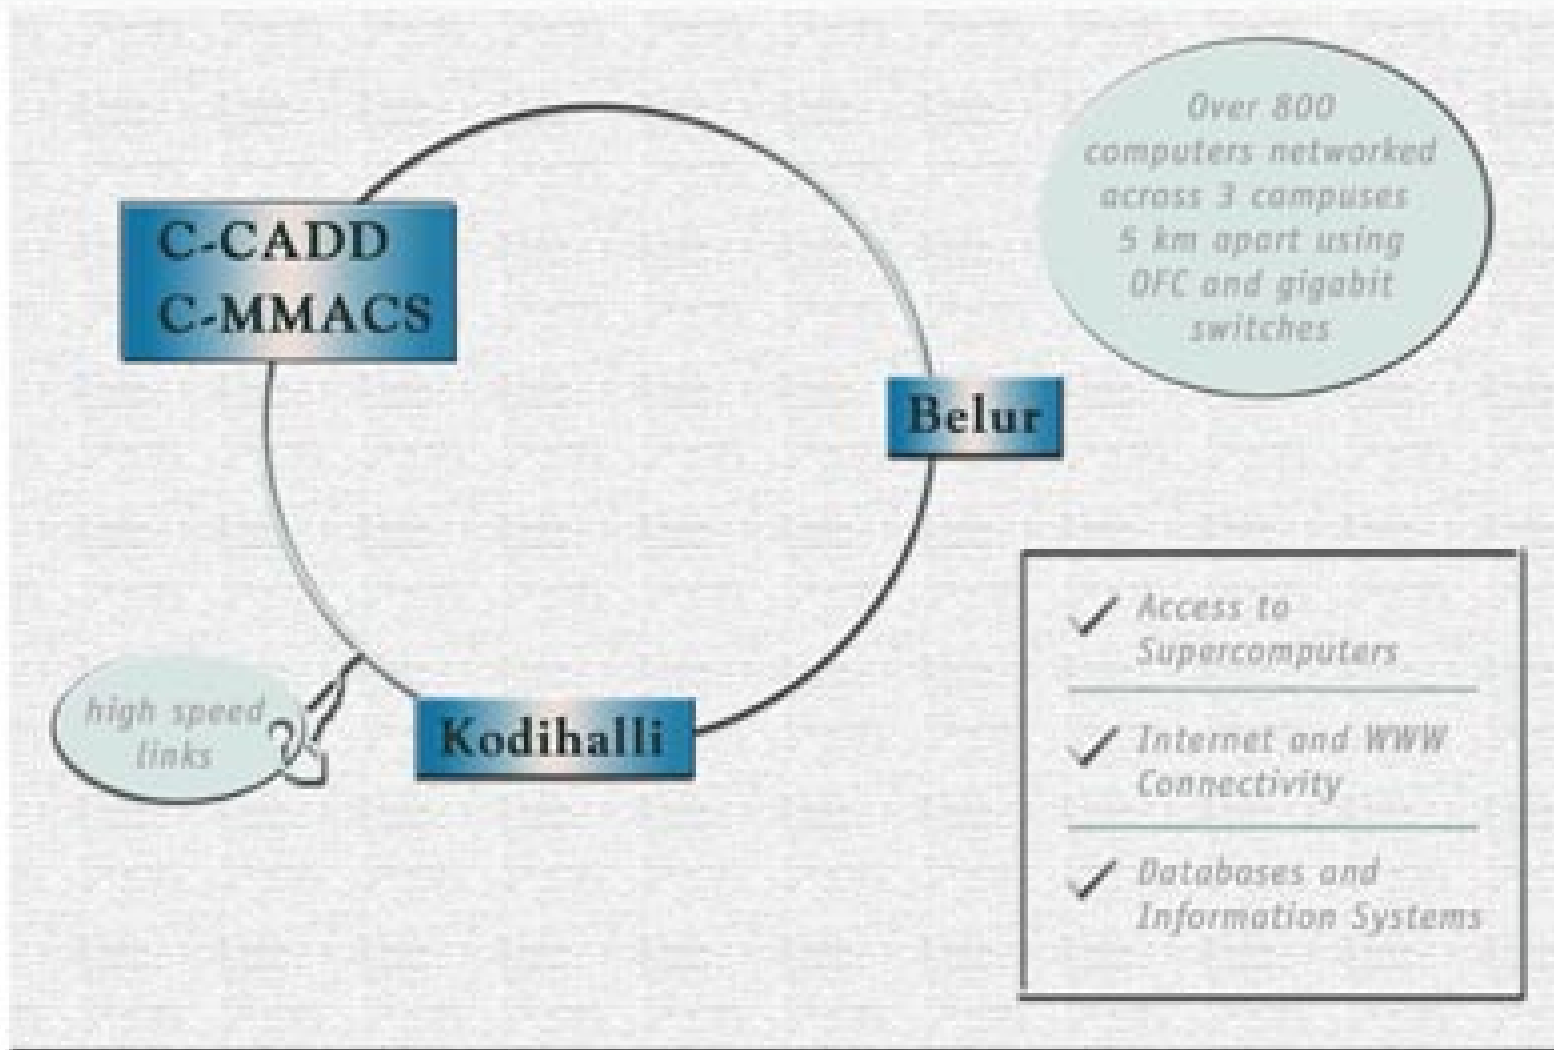 C-CADD
C-MMACS
Over 800
computers networked
across 3 campuses
5 km apart using
OFC and gigabit
switches
Belur
Access to
Supercomputers
high speed
links
Kodihalli
Internet and WWW
Connectivity
Databases and
Information Systems